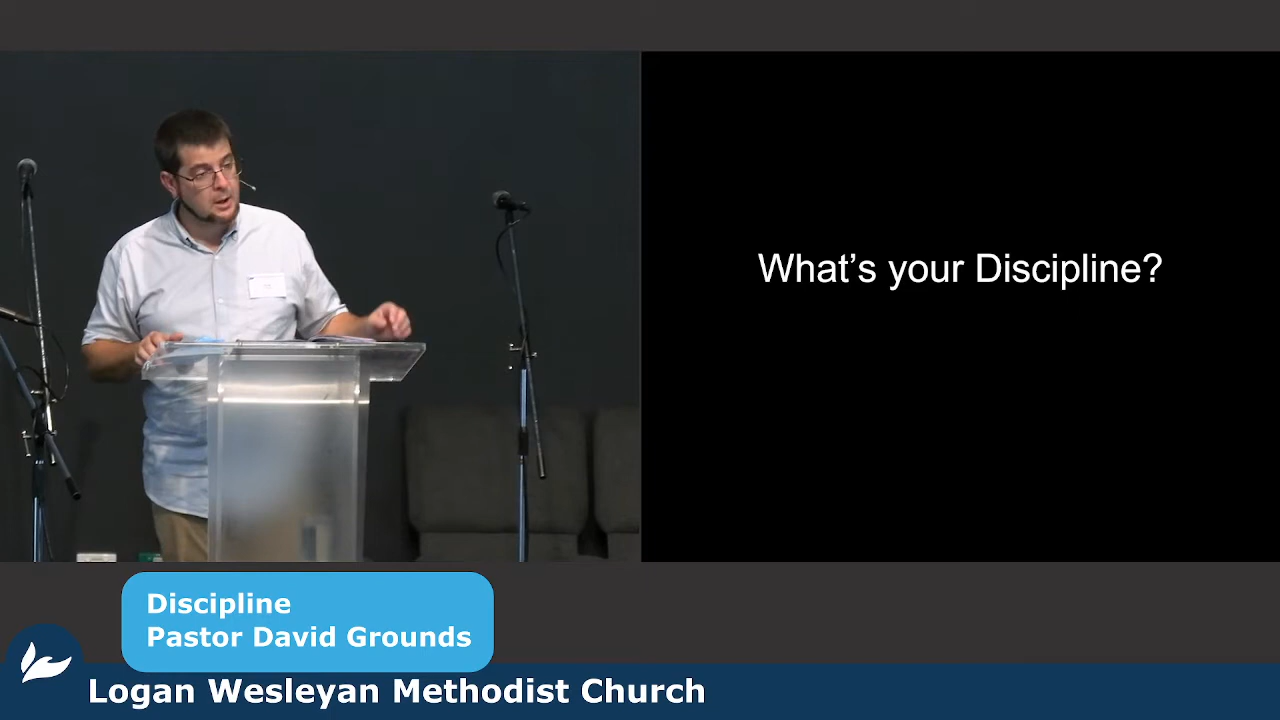 What's your Discipline?
Discipline
Pastor David Grounds
Logan Wesleyan Methodist Church